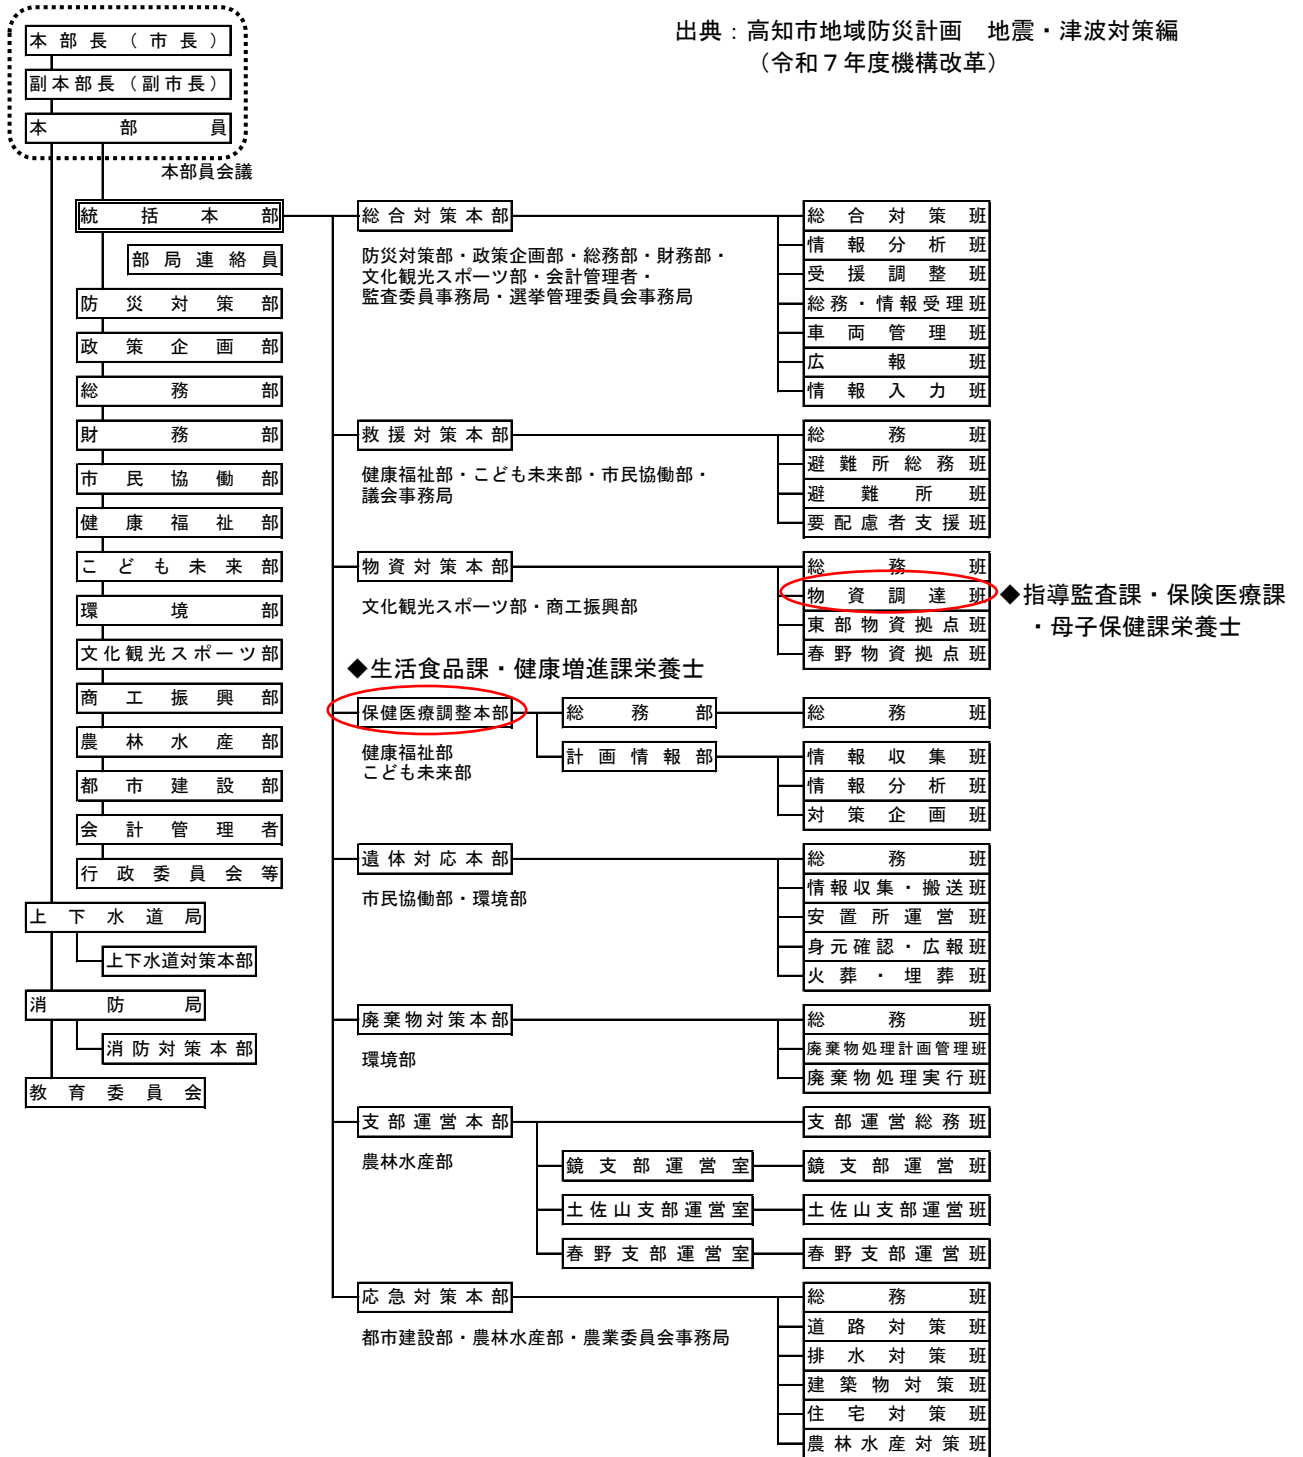 出典：高知市地域防災計画　地震・津波対策編
（令和７年度機構改革）
本部長（市長）
副本部長（副市長）
本部員
本部員会議
統括本部
部局連絡員
防災対策部
政策企画部
総務部
財務部
市民協働部
健康福祉部
こども未来部
環境部
文化観光スポーツ部
商工振興部
農林水産部
都市建設部
会計管理者
行政委員会等
上下水道局
上下水道対策本部
消防局
消防対策本部
教育委員会
総合対策本部
防災対策部・政策企画部・総務部・財務部・
文化観光スポーツ部・会計管理者・
監査委員事務局・選挙管理委員会事務局
総合対策班
情報分析班
受援調整班
総務・情報受理班
車両管理班
広報班
情報入力班
救援対策本部
健康福祉部・こども未来部・市民協働部・
議会事務局
総務班
避難所総務班
避難所班
要配慮者支援班
物資対策本部
文化観光スポーツ部・商工振興部
総務班
物資調達班
東部物資拠点班
春野物資拠点班
◆指導監査課・保険医療課
・母子保健課栄養士
◆生活食品課・健康増進課栄養士
保健医療調整本部
健康福祉部
こども未来部
総務部
総務班
計画情報部
情報収集班
情報分析班
対策企画班
遺体対応本部
市民協働部・環境部
総務班
情報収集・搬送班
安置所運営班
身元確認・広報班
火葬・埋葬班
廃棄物対策本部
環境部
総務班
廃棄物処理計画管理班
廃棄物処理実行班
支部運営本部
農林水産部
支部運営総務班
鏡支部運営室
鏡支部運営班
土佐山支部運営室
土佐山支部運営班
春野支部運営室
春野支部運営班
応急対策本部
都市建設部・農林水産部・農業委員会事務局
総務班
道路対策班
排水対策班
建築物対策班
住宅対策班
農林水産対策班